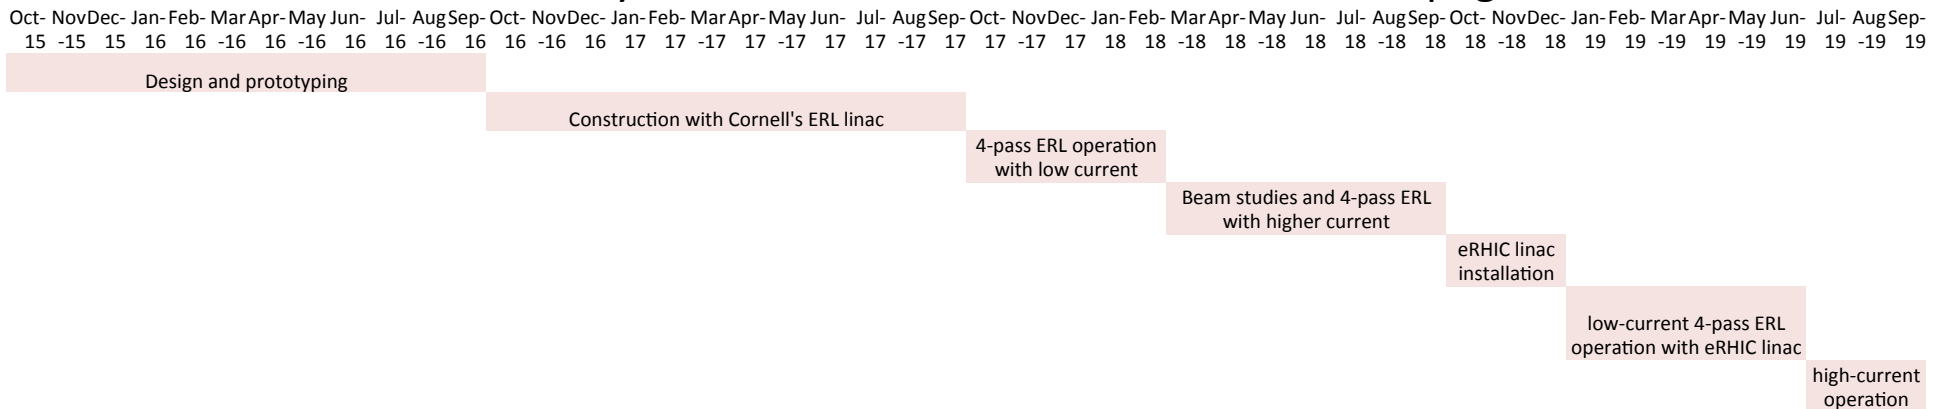 Oct- Nov Dec- Jan- Feb- Mar Apr- May Jun- Jul- Aug Sep- Oct- Nov Dec- Jan- Feb- Mar Apr- May Jun- Jul- Aug Sep- Oct- Nov Dec- Jan- Feb- Mar Apr- May Jun- Jul- Aug Sep- Oct- Nov Dec- Jan- Feb- Mar Apr- May Jun- Jul- Aug Sep-
15 -15 15 16 16 -16 16 -16 16 16 -16 16 16 -16 16 17 17 -17 17 -17 17 17 -17 17 17 -17 17 18 18 -18 18 -18 18 18 -18 18 18 -18 18 19 19 -19 19 -19 19 19 -19 19
Design and prototyping
Construction with Cornell's ERL linac
4-pass ERL operation
with low current
Beam studies and 4-pass ERL
with higher current
eRHIC linac
installation
low-current 4-pass ERL
operation with eRHIC linac
high-current
operation